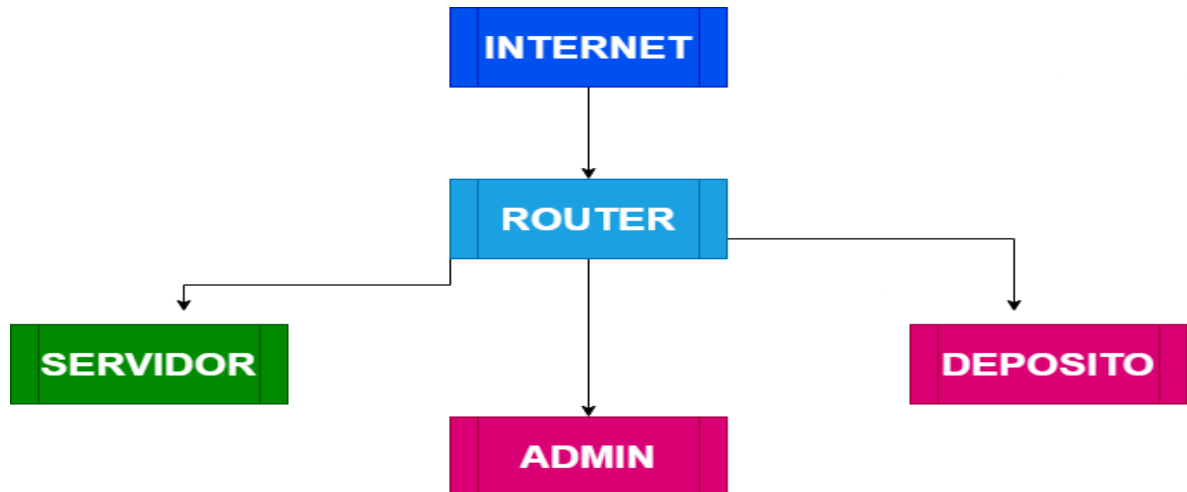 INTERNET
ROUTER
SERVIDOR
DEPOSITO
ADMIN